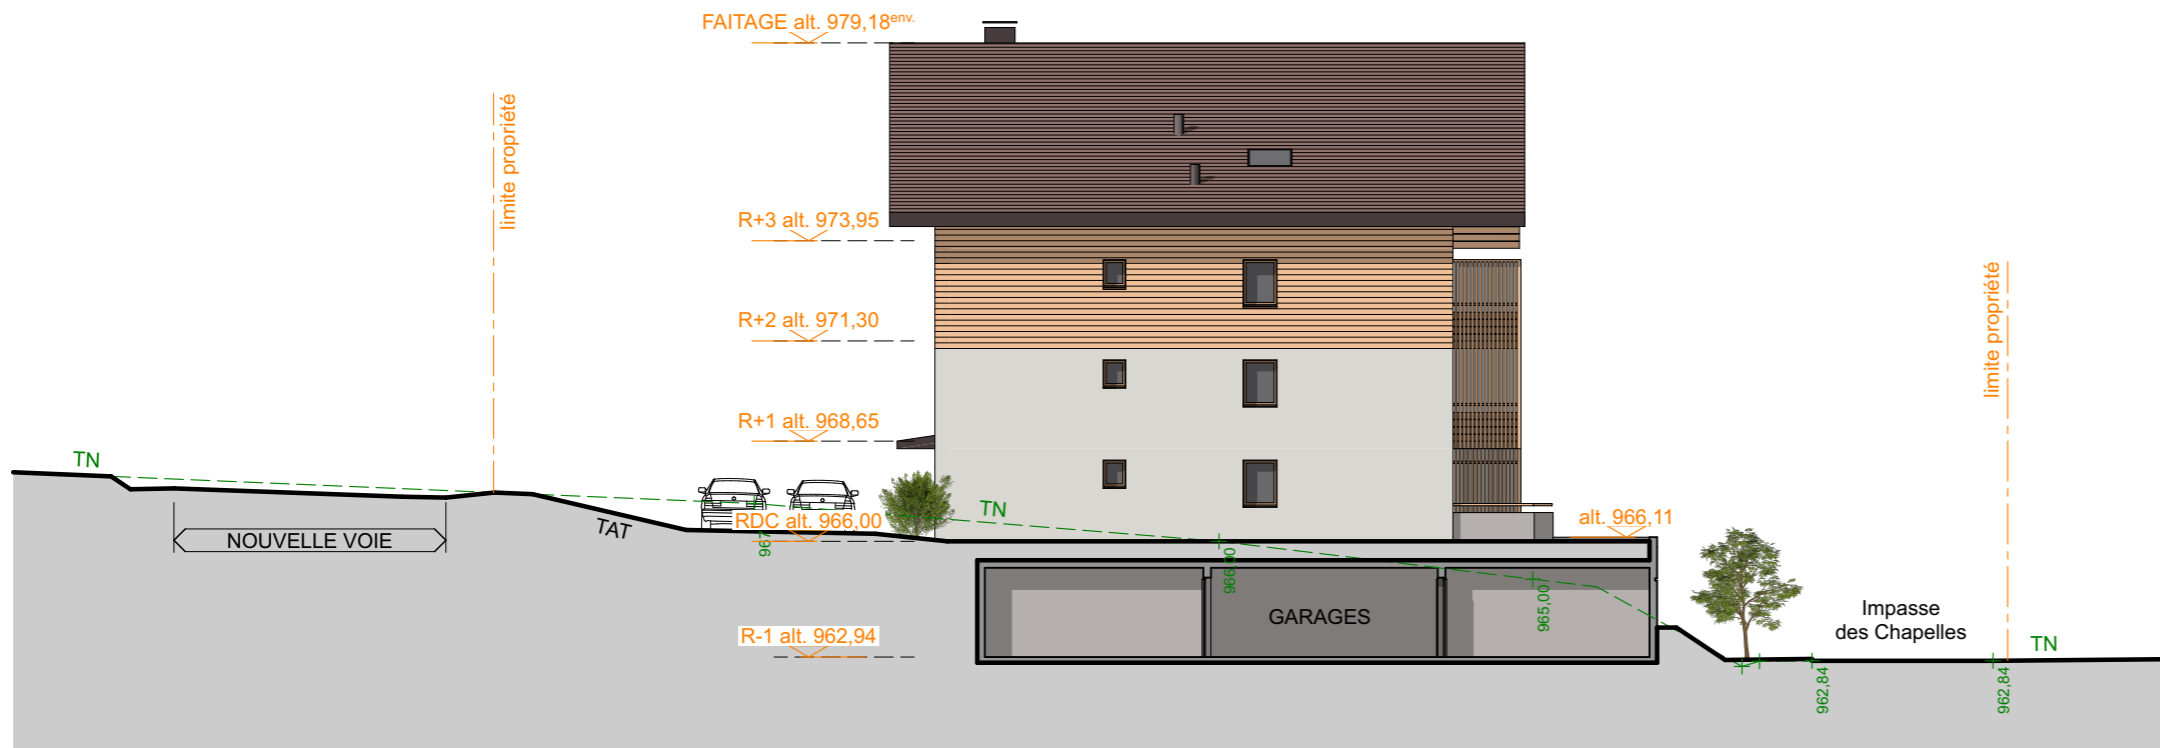 FAITAGE alt. 979,18env.
limite propriété
R+3 alt. 973,95
limite propriété
R+2 alt. 971,30
R+1 alt. 968,65
TN
TN
RDC alt. 966,00
alt. 966,11
TAT
NOUVELLE VOIE
967
966,00
965,00
GARAGES
Impasse
des Chapelles
R-1 alt. 962,94
TN
962,84
962,84